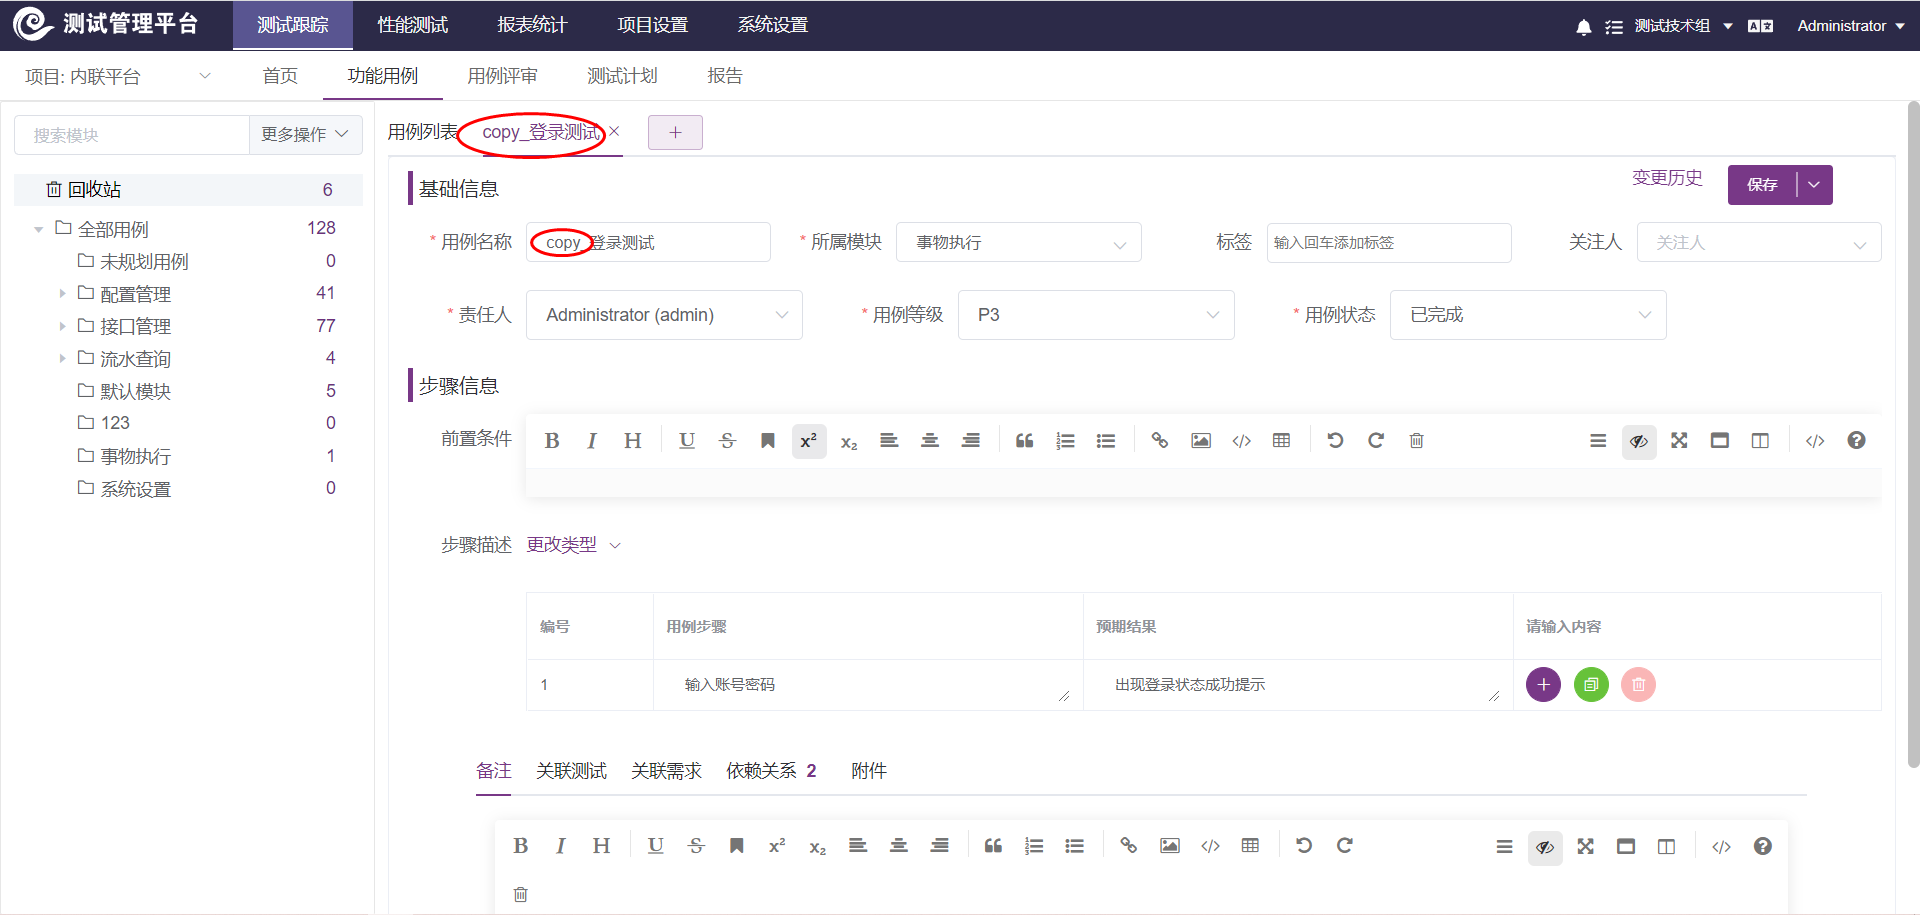 测试管理平台 测试跟踪 性能测试 报表统计 项目设置 系统设置 测试技术组 Administrator
项目: 内联平台 首页 功能用例 用例评审 测试计划 报告
搜索模块 更多操作
回收站 6
全部用例 128
未规划用例 0
配置管理 41
接口管理 77
流水查询 4
默认模块 5
123 0
事物执行 1
系统设置 0
用例列表 copy_登录测试 × +
基础信息 变更历史 保存
* 用例名称 copy_登录测试 * 所属模块 事物执行 标签 输入回车添加标签 关注人 关注人
* 责任人 Administrator (admin) * 用例等级 P3 * 用例状态 已完成
步骤信息
前置条件
步骤描述 更改类型
编号 用例步骤 预期结果 请输入内容
1 输入账号密码 出现登录状态成功提示
备注 关联测试 关联需求 依赖关系 2 附件